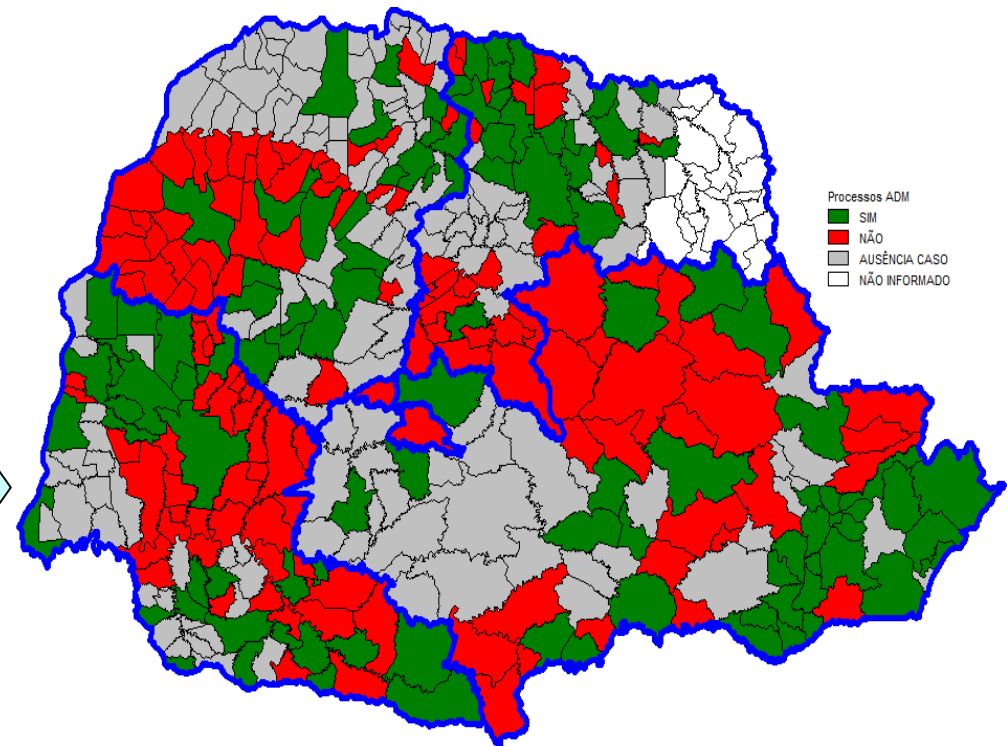 Processos ADM
SIM
NÃO
AUSÊNCIA CASO
NÃO INFORMADO